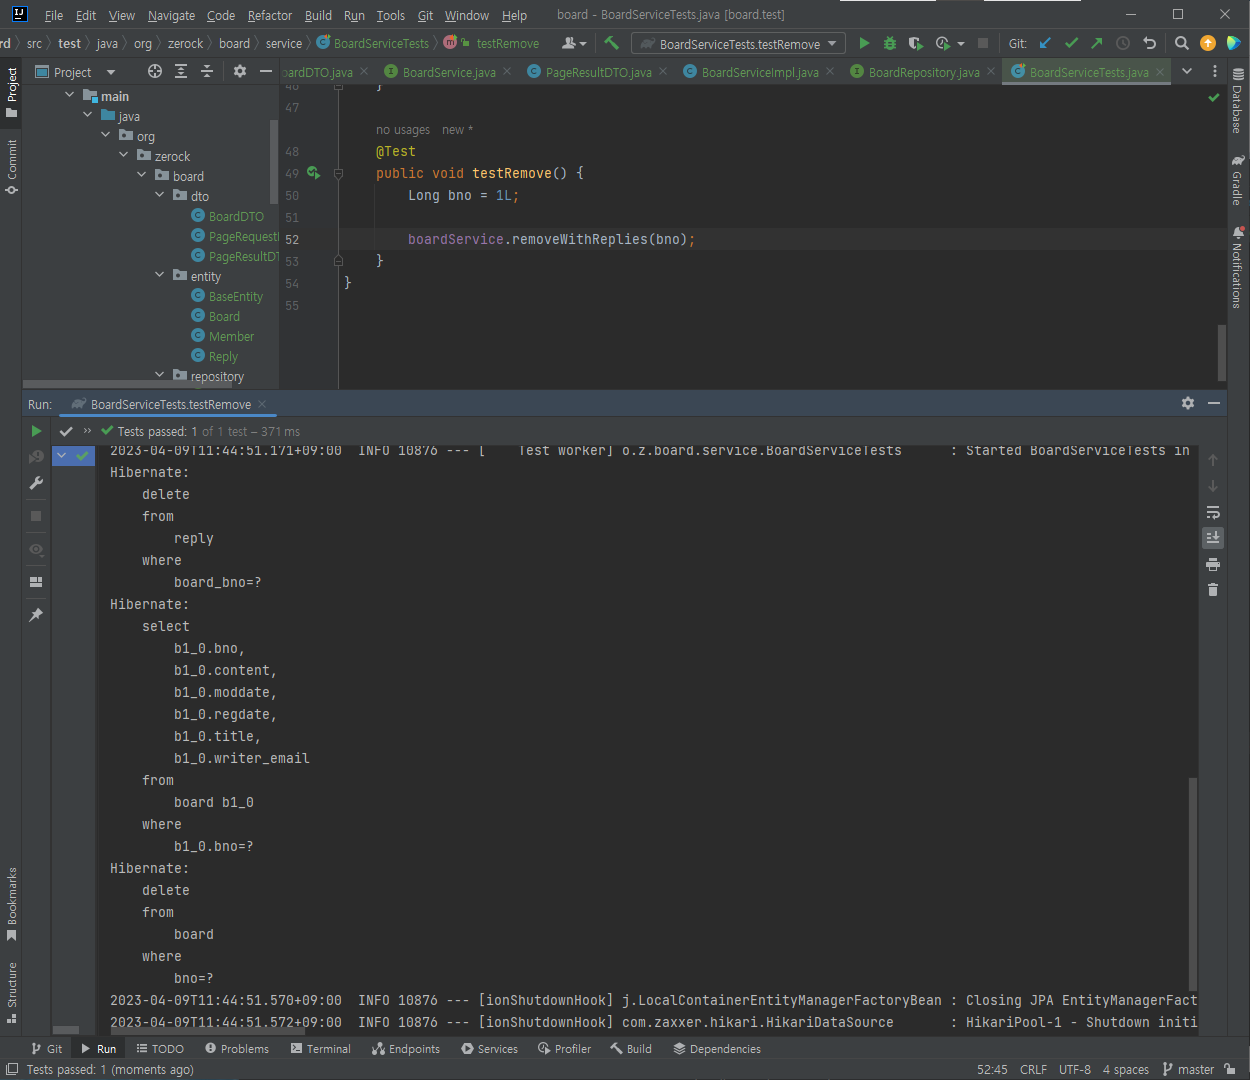 File Edit View Navigate Code Refactor Build Run Tools Git Window Help board - BoardServiceTests.java [board.test]
rd src test java org zerock board service BoardServiceTests testRemove BoardServiceTests.testRemove Git:
Project BoardService.java PageResultDTO.java BoardServiceImpl.java BoardRepository.java BoardServiceTests.java
Project
Commit
main
java
org
zerock
board
dto
BoardDTO
PageRequest
PageResultDT
entity
BaseEntity
Board
Member
Reply
repository
46 }
47
no usages new *
48 @Test
49 public void testRemove() {
50 Long bno = 1L;
51
52 boardService.removeWithReplies(bno);
53 }
54 }
55
Database
Gradle
Notifications
Run: BoardServiceTests.testRemove
Tests passed: 1 of 1 test – 371 ms
2023-04-09T11:44:51.171+09:00 INFO 10876 --- [ Test worker] o.z.board.service.BoardServiceTests : Started BoardServiceTests in
Hibernate:
delete
from
reply
where
board_bno=?
Hibernate:
select
b1_0.bno,
b1_0.content,
b1_0.moddate,
b1_0.regdate,
b1_0.title,
b1_0.writer_email
from
board b1_0
where
b1_0.bno=?
Hibernate:
delete
from
board
where
bno=?
2023-04-09T11:44:51.570+09:00 INFO 10876 --- [ionShutdownHook] j.LocalContainerEntityManagerFactoryBean : Closing JPA EntityManagerFact
2023-04-09T11:44:51.572+09:00 INFO 10876 --- [ionShutdownHook] com.zaxxer.hikari.HikariDataSource : HikariPool-1 - Shutdown initi
Bookmarks
Structure
Git Run TODO Problems Terminal Endpoints Services Profiler Build Dependencies
Tests passed: 1 (moments ago) 52:45 CRLF UTF-8 4 spaces master